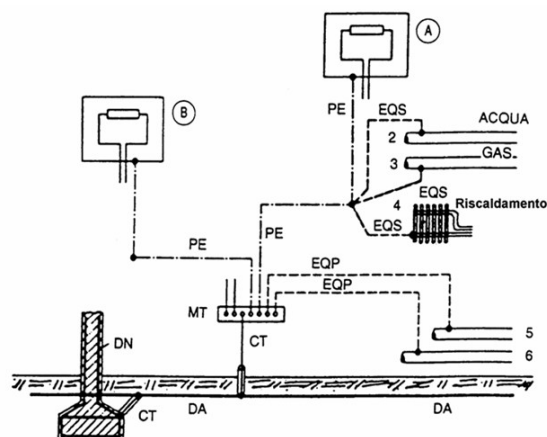 A
B
PE
EQS
ACQUA
2
3
GAS
EQS
4
Riscaldamento
EQS
PE
PE
EQP
EQP
MT
CT
5
6
DN
CT
DA
DA